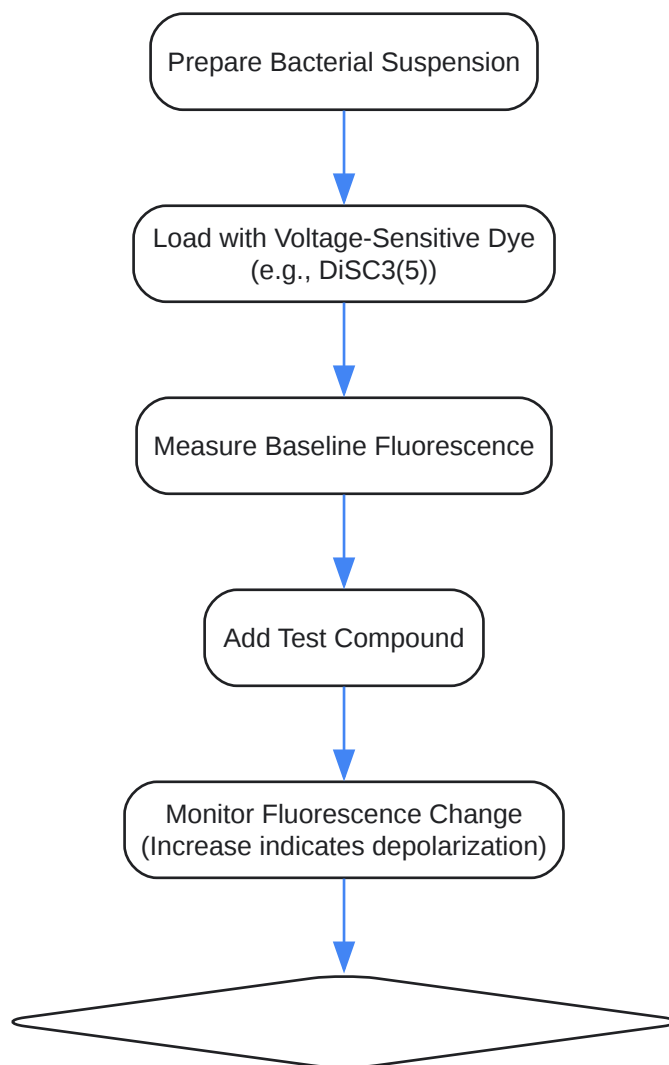 Prepare Bacterial Suspension
Load with Voltage-Sensitive Dye
(e.g., DiSC3(5))
Measure Baseline Fluorescence
Add Test Compound
Monitor Fluorescence Change
(Increase indicates depolarization)